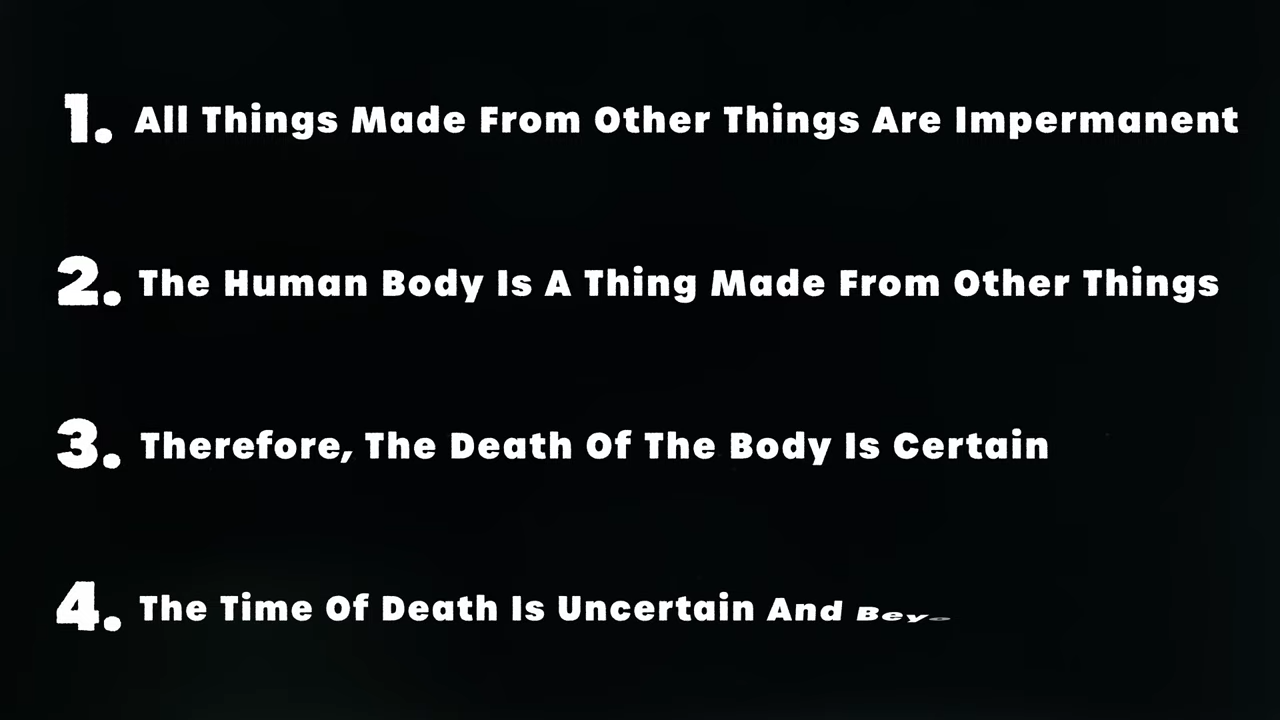 1. All Things Made From Other Things Are Impermanent
2. The Human Body Is A Thing Made From Other Things
3. Therefore, The Death Of The Body Is Certain
4. The Time Of Death Is Uncertain And